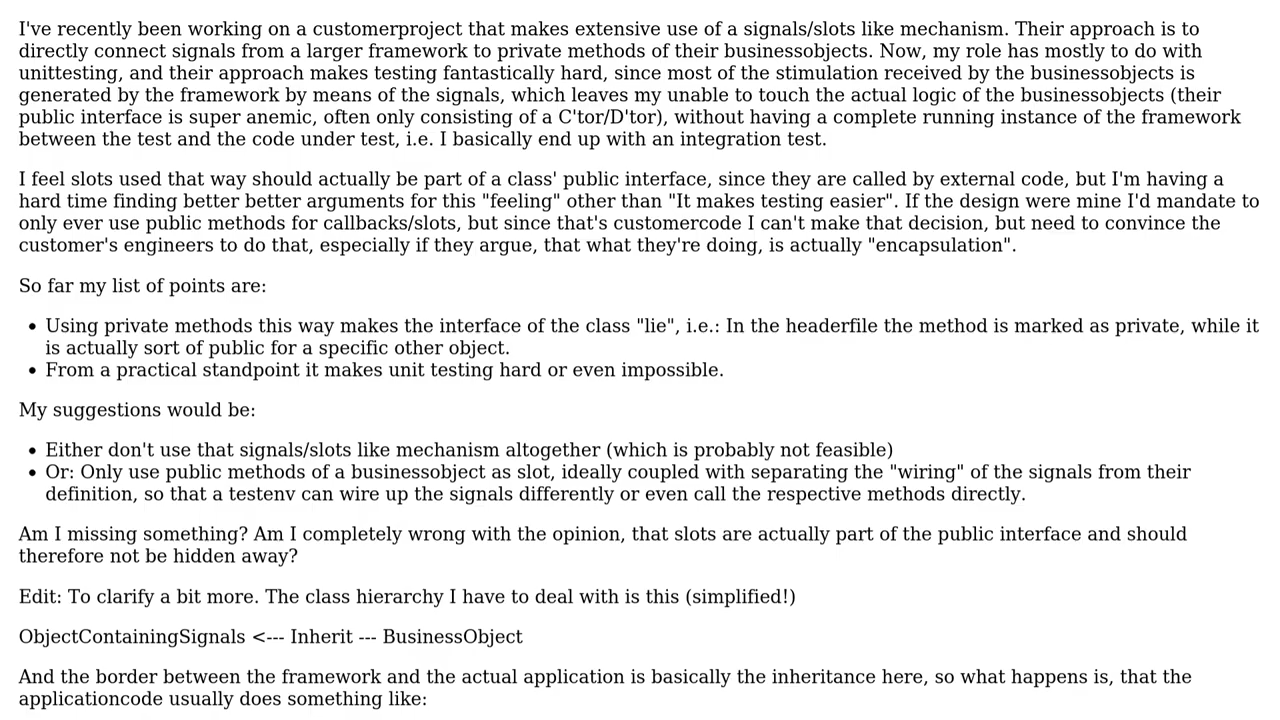 I've recently been working on a customerproject that makes extensive use of a signals/slots like mechanism. Their approach is to
directly connect signals from a larger framework to private methods of their businessobjects. Now, my role has mostly to do with
unittesting, and their approach makes testing fantastically hard, since most of the stimulation received by the businessobjects is
generated by the framework by means of the signals, which leaves my unable to touch the actual logic of the businessobjects (their
public interface is super anemic, often only consisting of a C'tor/D'tor), without having a complete running instance of the framework
between the test and the code under test, i.e. I basically end up with an integration test.
I feel slots used that way should actually be part of a class' public interface, since they are called by external code, but I'm having a
hard time finding better better arguments for this "feeling" other than "It makes testing easier". If the design were mine I'd mandate to
only ever use public methods for callbacks/slots, but since that's customercode I can't make that decision, but need to convince the
customer's engineers to do that, especially if they argue, that what they're doing, is actually "encapsulation".
So far my list of points are:
• Using private methods this way makes the interface of the class "lie", i.e.: In the headerfile the method is marked as private, while it
is actually sort of public for a specific other object.
• From a practical standpoint it makes unit testing hard or even impossible.
My suggestions would be:
• Either don't use that signals/slots like mechanism altogether (which is probably not feasible)
• Or: Only use public methods of a businessobject as slot, ideally coupled with separating the "wiring" of the signals from their
definition, so that a testenv can wire up the signals differently or even call the respective methods directly.
Am I missing something? Am I completely wrong with the opinion, that slots are actually part of the public interface and should
therefore not be hidden away?
Edit: To clarify a bit more. The class hierarchy I have to deal with is this (simplified!)
ObjectContainingSignals <--- Inherit --- BusinessObject
And the border between the framework and the actual application is basically the inheritance here, so what happens is, that the
applicationcode usually does something like: